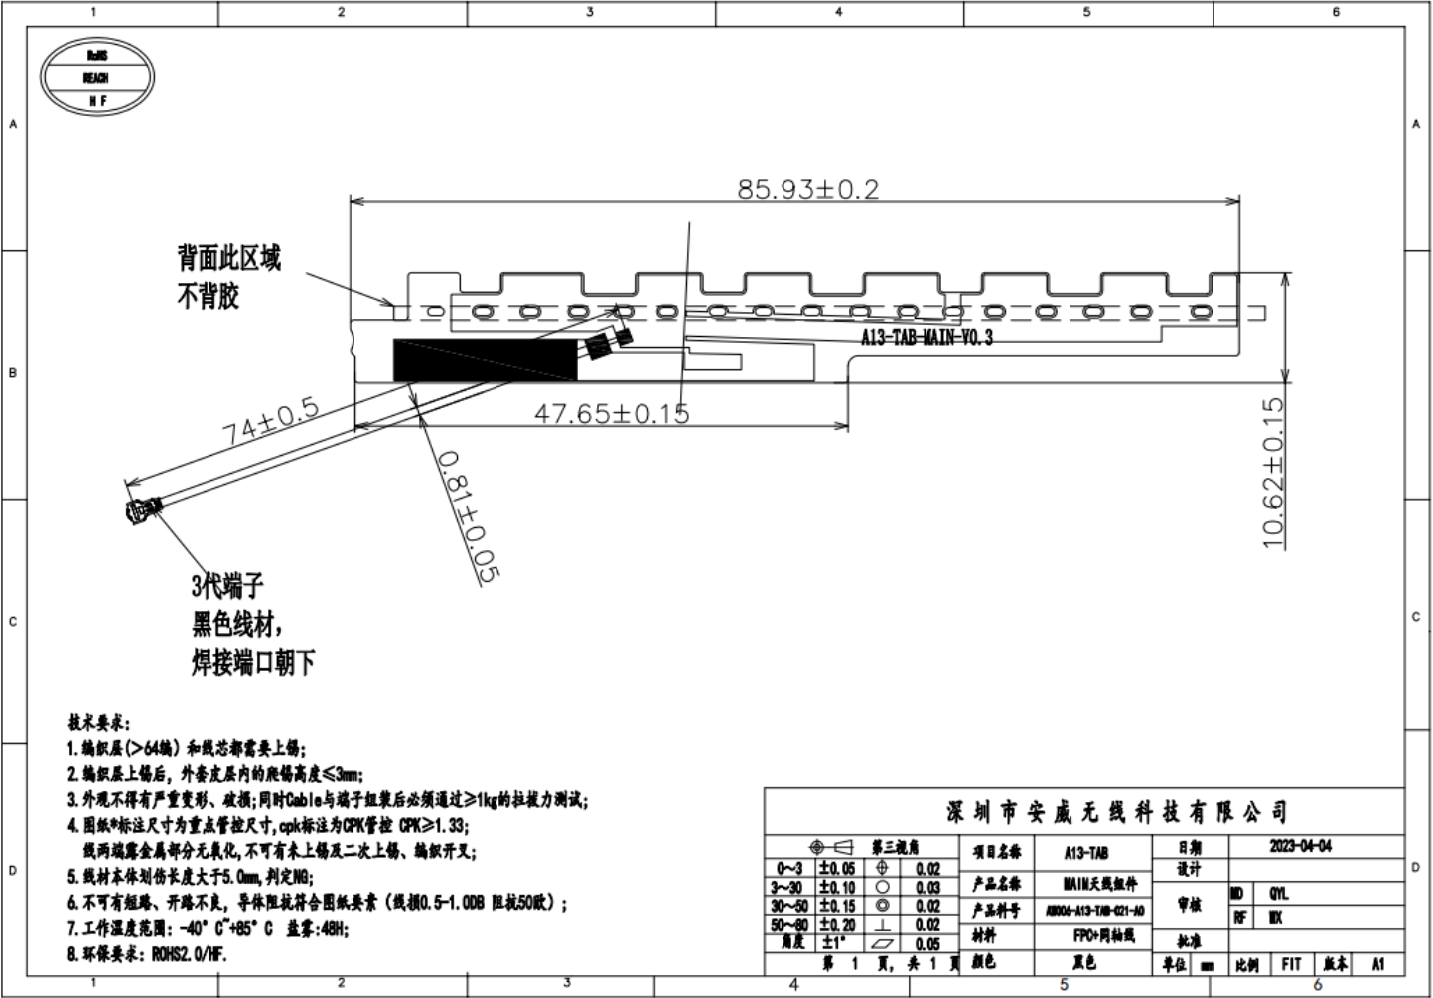 1 2 3 4 5 6
RoHS
REACH
H F
A A
85.93±0.2
背面此区域
不背胶
B B
A13-TAB-MAIN-V0.3
74±0.5
47.65±0.15
0.81±0.05
10.62±0.15
3代端子
黑色线材,
焊接端口朝下
C C
技术要求:
1.编织层(>64编) 和线芯都需要上锡;
2.编织层上锡后, 外套皮层内的爬锡高度≤3mm;
3.外观不得有严重变形、破损;同时Cable与端子组装后必须通过≥1kg的拉拔力测试;
4.图纸*标注尺寸为重点管控尺寸,cpk标注为CPK管控 CPK≥1.33;
线两端露金属部分无氧化,不可有未上锡及二次上锡、编织开叉;
5.线材本体划伤长度大于5.0mm,判定NG;
6.不可有短路、开路不良, 导体阻抗符合图纸要素 (线损0.5-1.0DB 阻抗50欧) ;
7.工作温度范围: -40° C~+85° C 盐雾:48H;
8.环保要求: ROHS2.0/HF.
D D
深圳市安威无线科技有限公司
第三视角
0~3 ±0.05 0.02
3~30 ±0.10 0.03
30~50 ±0.15 0.02
50~80 ±0.20 0.02
角度 ±1° 0.05
第 1 页, 共 1 页
项目名称 A13-TAB
产品名称 MAIN天线组件
产品料号 AW006-A13-TAB-021-A0
材料 FPC+同轴线
颜色 黑色
日期 2023-04-04
设计
审核 MD QYL
RF WX
批准
单位 mm 比例 FIT 版本 A1
1 2 3 4 5 6